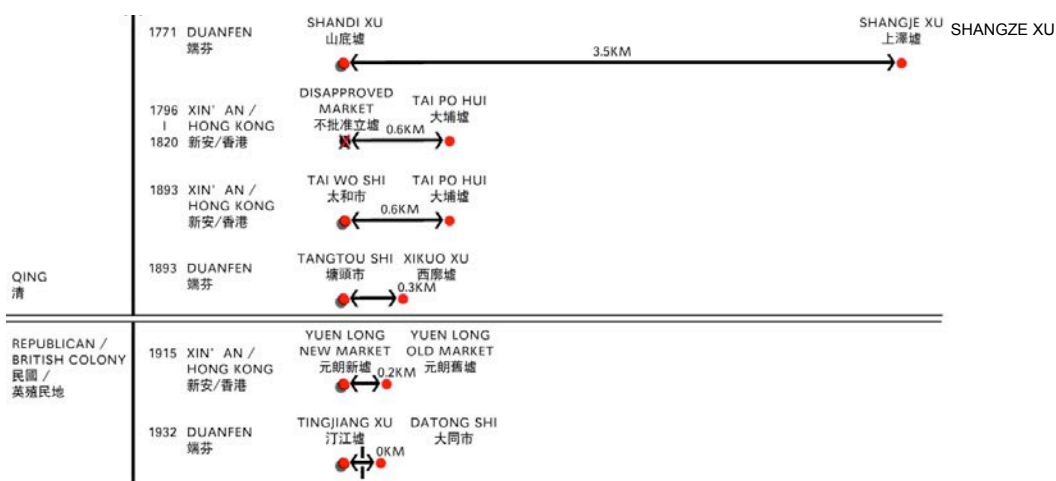 1771 DUANFEN
端芬
SHANDI XU
山底墟
3.5KM
SHANGJE XU
上澤墟
SHANGZE XU
1796
|
1820
XIN' AN /
HONG KONG
新安/香港
DISAPPROVED
MARKET
不批准立墟
0.6KM
TAI PO HUI
大埔墟
1893 XIN' AN /
HONG KONG
新安/香港
TAI WO SHI
太和市
0.6KM
TAI PO HUI
大埔墟
QING
清
1893 DUANFEN
端芬
TANGTOU SHI
塘頭市
0.3KM
XIKUO XU
西廓墟
REPUBLICAN /
BRITISH COLONY
民國 /
英殖民地
1915 XIN' AN /
HONG KONG
新安/香港
YUEN LONG
NEW MARKET
元朗新墟
0.2KM
YUEN LONG
OLD MARKET
元朗舊墟
1932 DUANFEN
端芬
TINGJIANG XU
汀江墟
0KM
DATONG SHI
大同市